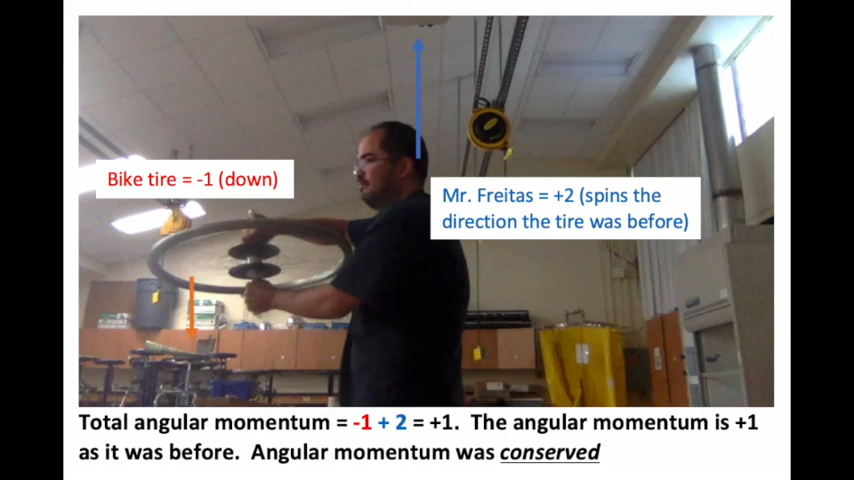 Bike tire = -1 (down)
Mr. Freitas = +2 (spins the
direction the tire was before)
Total angular momentum = -1 + 2 = +1. The angular momentum is +1
as it was before. Angular momentum was conserved